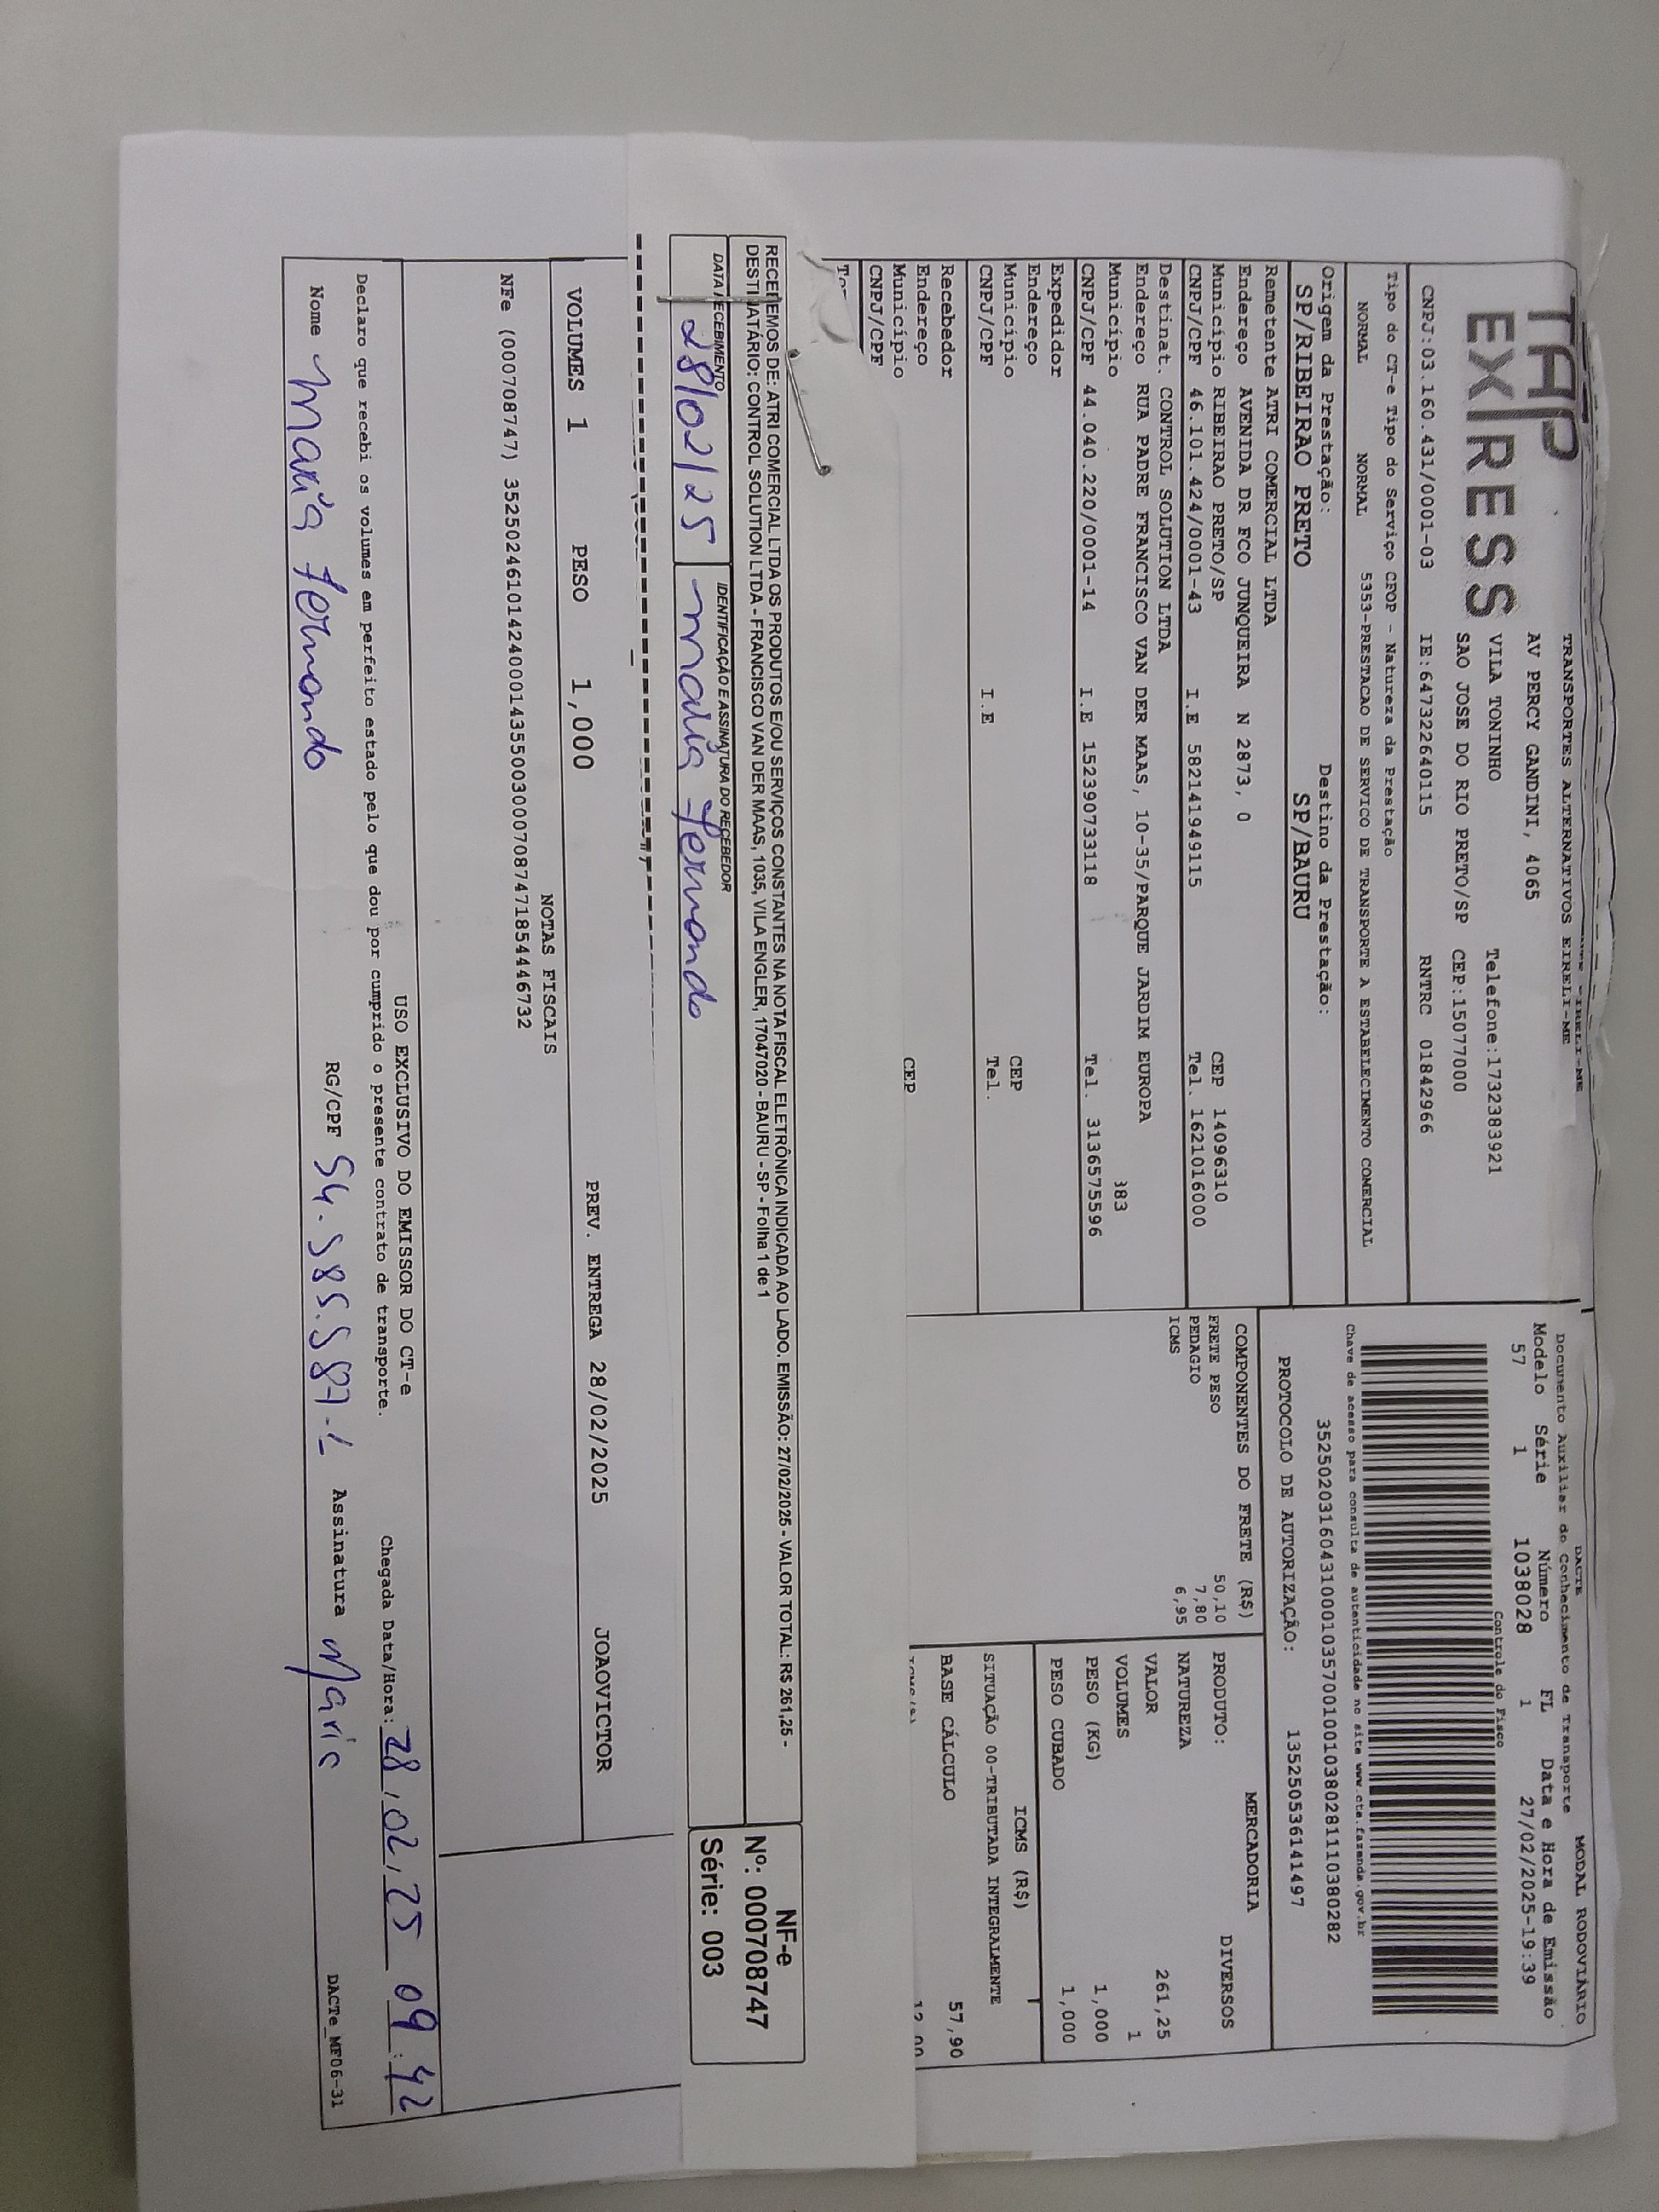 TAP
EXPRESS
TRANSPORTES ALTERNATIVOS EIRELI-ME
AV PERCY GANDINI, 4065
VILA TONINHO Telefone:1732383921
SAO JOSE DO RIO PRETO/SP CEP:15077000
CNPJ:03.160.431/0001-03 IE:647322640115 RNTRC 01842966
Tipo do CT-e Tipo do Serviço CFOP - Natureza da Prestação
NORMAL NORMAL 5353-PRESTACAO DE SERVICO DE TRANSPORTE A ESTABELECIMENTO COMERCIAL
Origem da Prestação: Destino da Prestação:
SP/RIBEIRAO PRETO SP/BAURU
Remetente ATRI COMERCIAL LTDA
Endereço AVENIDA DR FCO JUNQUEIRA N 2873, 0
Município RIBEIRAO PRETO/SP CEP 14096310
CNPJ/CPF 46.101.424/0001-43 I.E 582141949115 Tel. 1621016000
Destinat. CONTROL SOLUTION LTDA
Endereço RUA PADRE FRANCISCO VAN DER MAAS, 10-35/PARQUE JARDIM EUROPA
Município 383
CNPJ/CPF 44.040.220/0001-14 I.E 152390733118 Tel. 3136575596
Expedidor
Endereço
Município CEP
CNPJ/CPF I.E Tel.
Recebedor
Endereço
Município CEP
CNPJ/CPF
DACTE MODAL RODOVIÁRIO
Documento Auxiliar do Conhecimento de Transporte
Modelo Série Número FL Data e Hora de Emissão
57 1 1038028 1 27/02/2025-19:39
Controle do Fisco
Chave de acesso para consulta de autenticidade no site www.cte.fazenda.gov.br
35250203160431000103570010010380281110380282
PROTOCOLO DE AUTORIZAÇÃO: 135250536141497
COMPONENTES DO FRETE (R$)
FRETE PESO 50,10
PEDAGIO 7,80
ICMS 6,95
MERCADORIA
PRODUTO: DIVERSOS
NATUREZA
VALOR 261,25
VOLUMES 1
PESO (KG) 1,000
PESO CUBADO 1,000
ICMS (R$)
SITUAÇÃO 00-TRIBUTADA INTEGRALMENTE
BASE CÁLCULO 57,90
RECEBEMOS DE: ATRI COMERCIAL LTDA OS PRODUTOS E/OU SERVIÇOS CONSTANTES NA NOTA FISCAL ELETRÔNICA INDICADA AO LADO. EMISSÃO: 27/02/2025 - VALOR TOTAL: R$ 261,25 -
DESTINATÁRIO: CONTROL SOLUTION LTDA - FRANCISCO VAN DER MAAS, 1035, VILA ENGLER, 17047020 - BAURU - SP - Folha 1 de 1
DATA RECEBIMENTO IDENTIFICAÇÃO E ASSINATURA DO RECEBEDOR
28/02/25 Maria Fernanda
NF-e
Nº: 000708747
Série: 003
VOLUMES 1 PESO 1,000 PREV. ENTREGA 28/02/2025 JOAOVICTOR
NOTAS FISCAIS
NFe (000708747) 35250246101424000143550030007087471854446732
USO EXCLUSIVO DO EMISSOR DO CT-e
Declaro que recebi os volumes em perfeito estado pelo que dou por cumprido o presente contrato de transporte. Chegada Data/Hora: 28/02/25 09:42
Nome Maria Fernanda RG/CPF 54.585.587-1 Assinatura Maria
DACTe_MF06-31